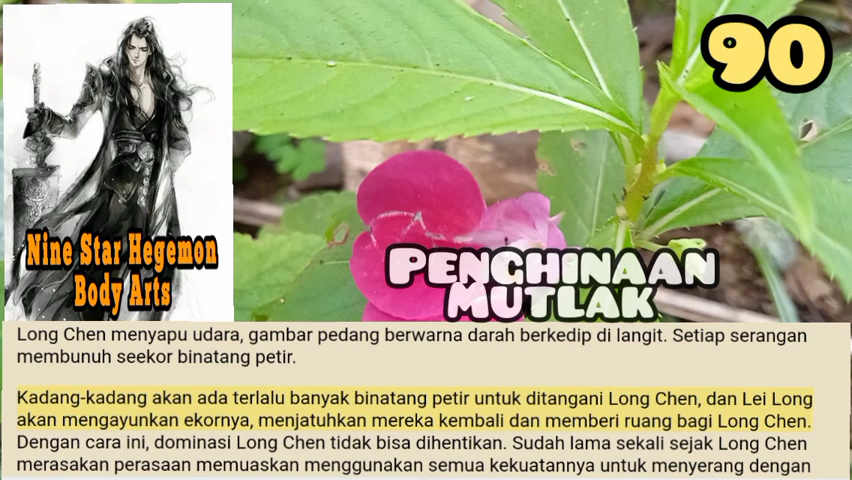 90
Nine Star Hegemon
Body Arts
PENGHINAAN
MUTLAK
Long Chen menyapu udara, gambar pedang berwarna darah berkedip di langit. Setiap serangan
membunuh seekor binatang petir.
Kadang-kadang akan ada terlalu banyak binatang petir untuk ditangani Long Chen, dan Lei Long
akan mengayunkan ekornya, menjatuhkan mereka kembali dan memberi ruang bagi Long Chen.
Dengan cara ini, dominasi Long Chen tidak bisa dihentikan. Sudah lama sekali sejak Long Chen
merasakan perasaan memuaskan menggunakan semua kekuatannya untuk menyerang dengan